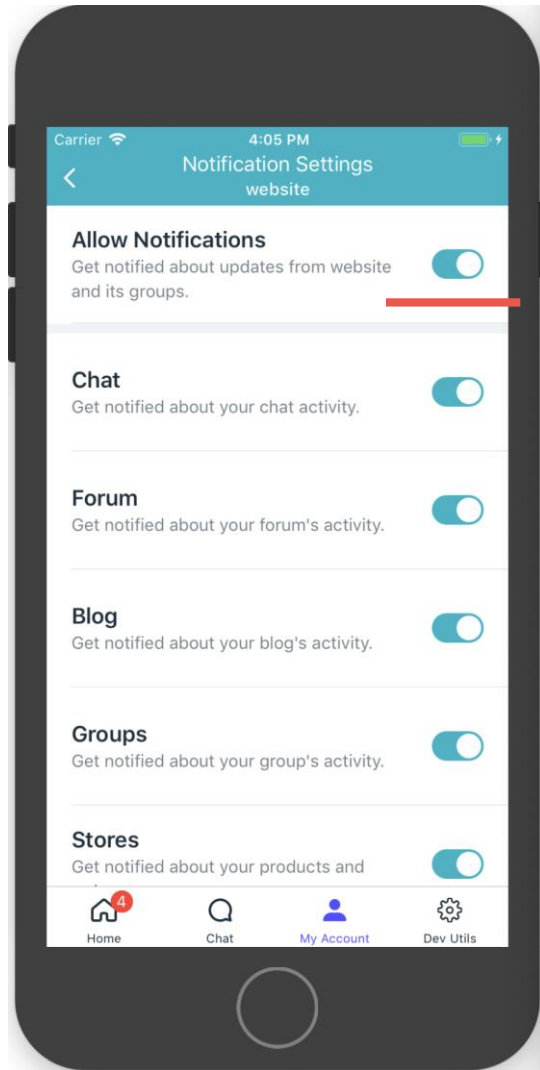 Carrier 4:05 PM
Notification Settings
website
Allow Notifications
Get notified about updates from website
and its groups.
Chat
Get notified about your chat activity.
Forum
Get notified about your forum's activity.
Blog
Get notified about your blog's activity.
Groups
Get notified about your group's activity.
Stores
Get notified about your products and
4
Home Chat My Account Dev Utils